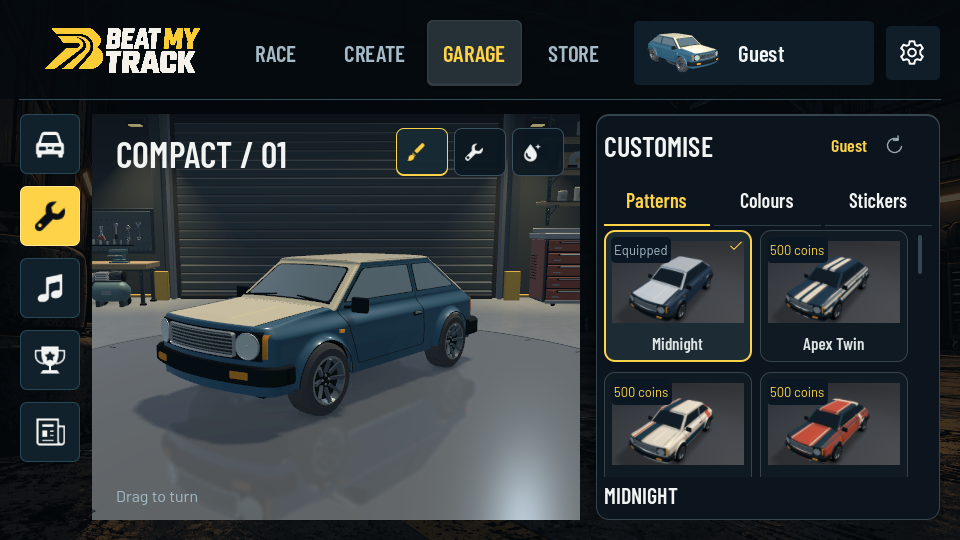 BEAT MY
TRACK
RACE
CREATE
GARAGE
STORE
Guest
COMPACT / 01
Drag to turn
CUSTOMISE
Guest
Patterns
Colours
Stickers
Equipped
Midnight
500 coins
Apex Twin
500 coins
500 coins
MIDNIGHT